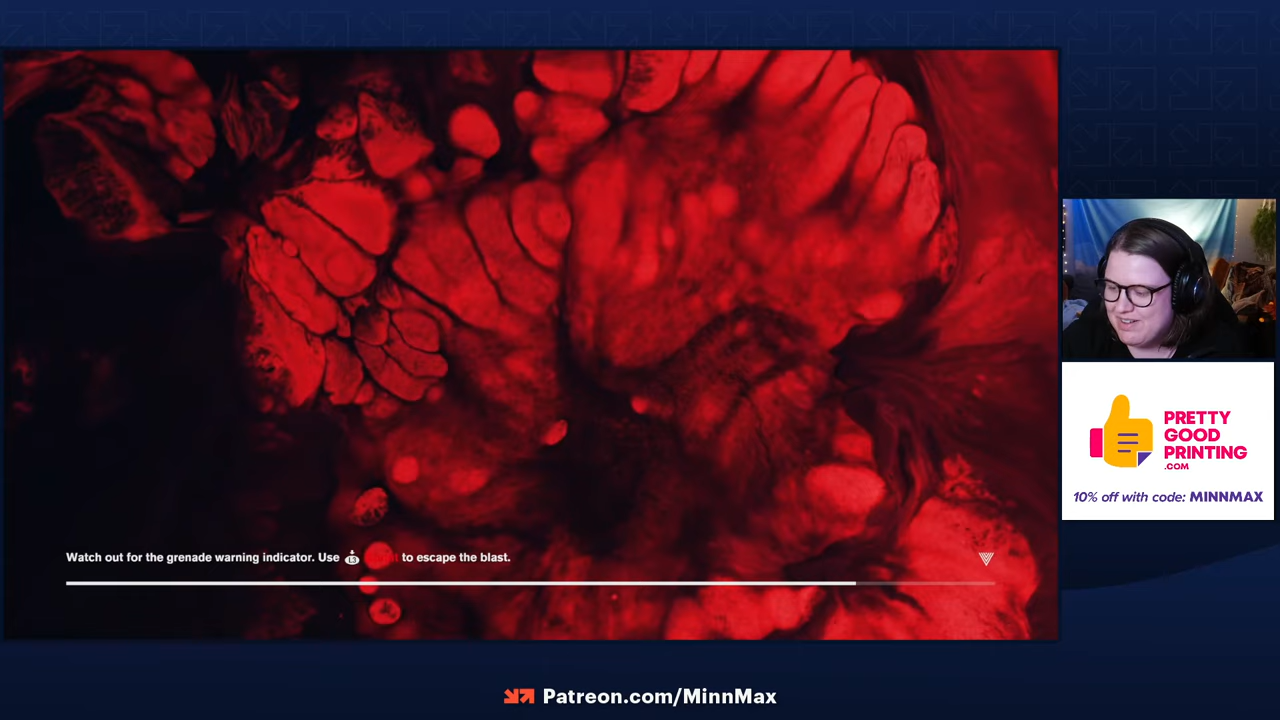 Watch out for the grenade warning indicator. Use L3 to escape the blast.
PRETTY
GOOD
PRINTING
.COM
10% off with code: MINNMAX
Patreon.com/MinnMax